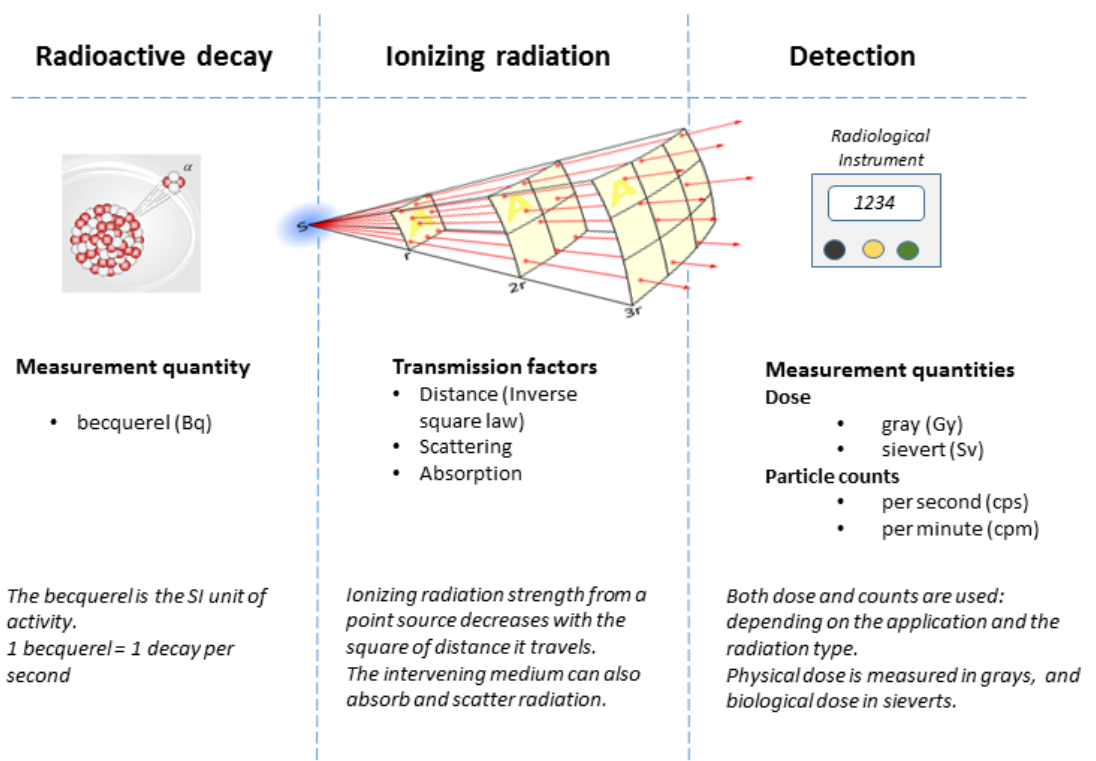 Radioactive decay
Ionizing radiation
Detection
α
S
A
A
A
r
2r
3r
Radiological
Instrument
1234
Measurement quantity
• becquerel (Bq)
Transmission factors
• Distance (Inverse
square law)
• Scattering
• Absorption
Measurement quantities
Dose
• gray (Gy)
• sievert (Sv)
Particle counts
• per second (cps)
• per minute (cpm)
The becquerel is the SI unit of
activity.
1 becquerel = 1 decay per
second
Ionizing radiation strength from a
point source decreases with the
square of distance it travels.
The intervening medium can also
absorb and scatter radiation.
Both dose and counts are used:
depending on the application and the
radiation type.
Physical dose is measured in grays, and
biological dose in sieverts.